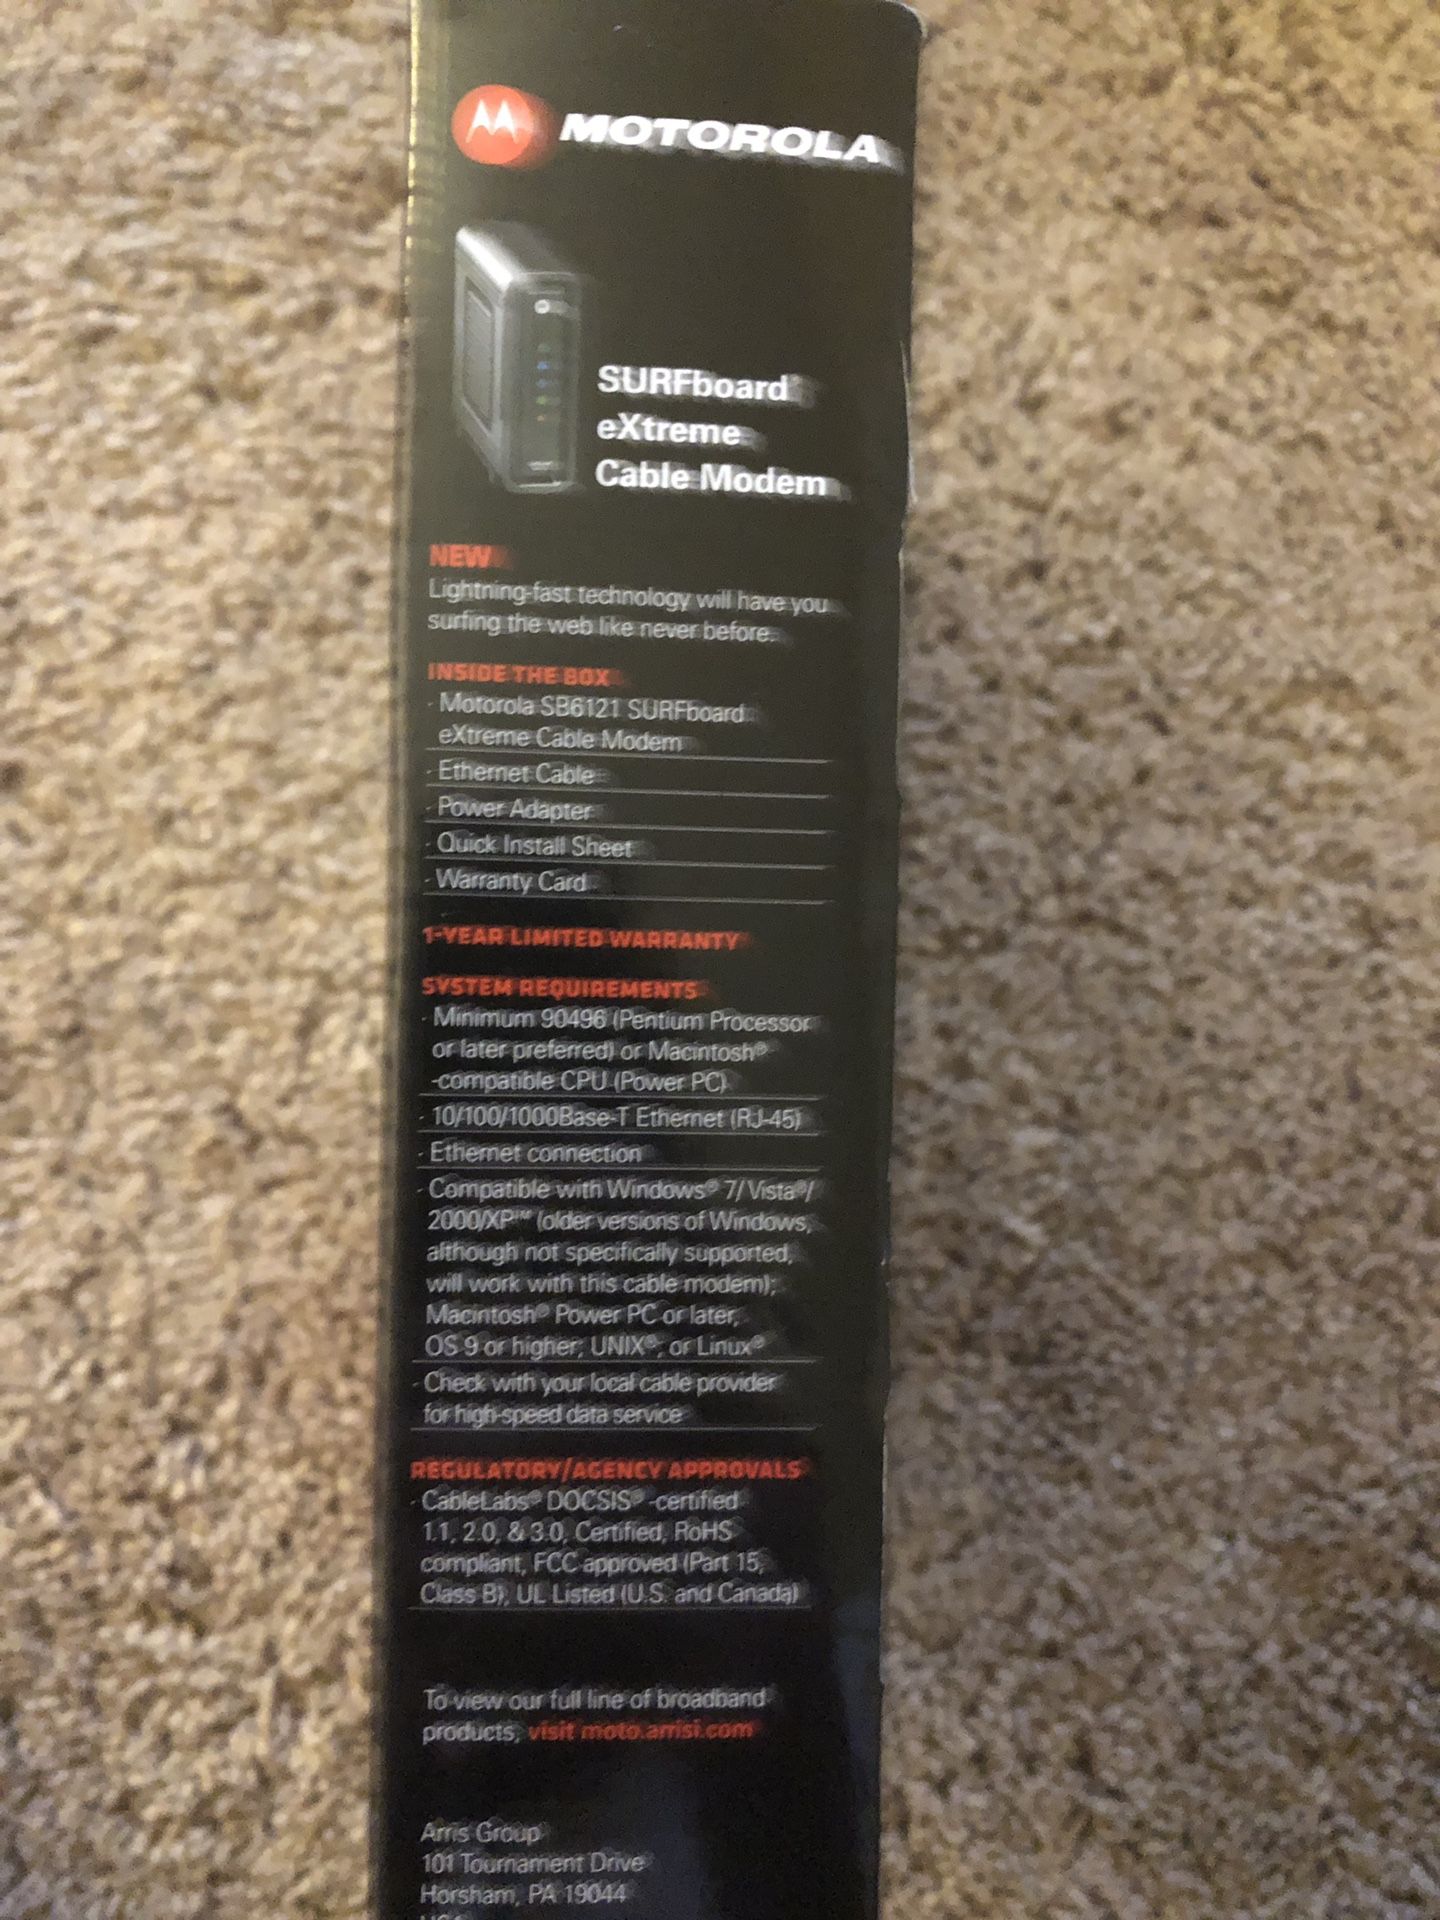 MOTOROLA
SURFboard
eXtreme
Cable Modem
NEW
Lightning-fast technology will have you
surfing the web like never before.
INSIDE THE BOX
· Motorola SB6121 SURFboard
eXtreme Cable Modem
· Ethernet Cable
· Power Adapter
· Quick Install Sheet
· Warranty Card
1-YEAR LIMITED WARRANTY
SYSTEM REQUIREMENTS
· Minimum 90496 (Pentium Processor
or later preferred) or Macintosh®
-compatible CPU (Power PC)
· 10/100/1000Base-T Ethernet (RJ-45)
· Ethernet connection
· Compatible with Windows® 7/Vista®/
2000/XP™ (older versions of Windows,
although not specifically supported,
will work with this cable modem);
Macintosh® Power PC or later,
OS 9 or higher; UNIX®; or Linux®
· Check with your local cable provider
for high-speed data service
REGULATORY/AGENCY APPROVALS
· CableLabs® DOCSIS® -certified
1.1, 2.0, & 3.0, Certified, RoHS
compliant, FCC approved (Part 15,
Class B), UL Listed (U.S. and Canada)
To view our full line of broadband
products, visit moto.arrisi.com
Arris Group
101 Tournament Drive
Horsham, PA 19044
USA